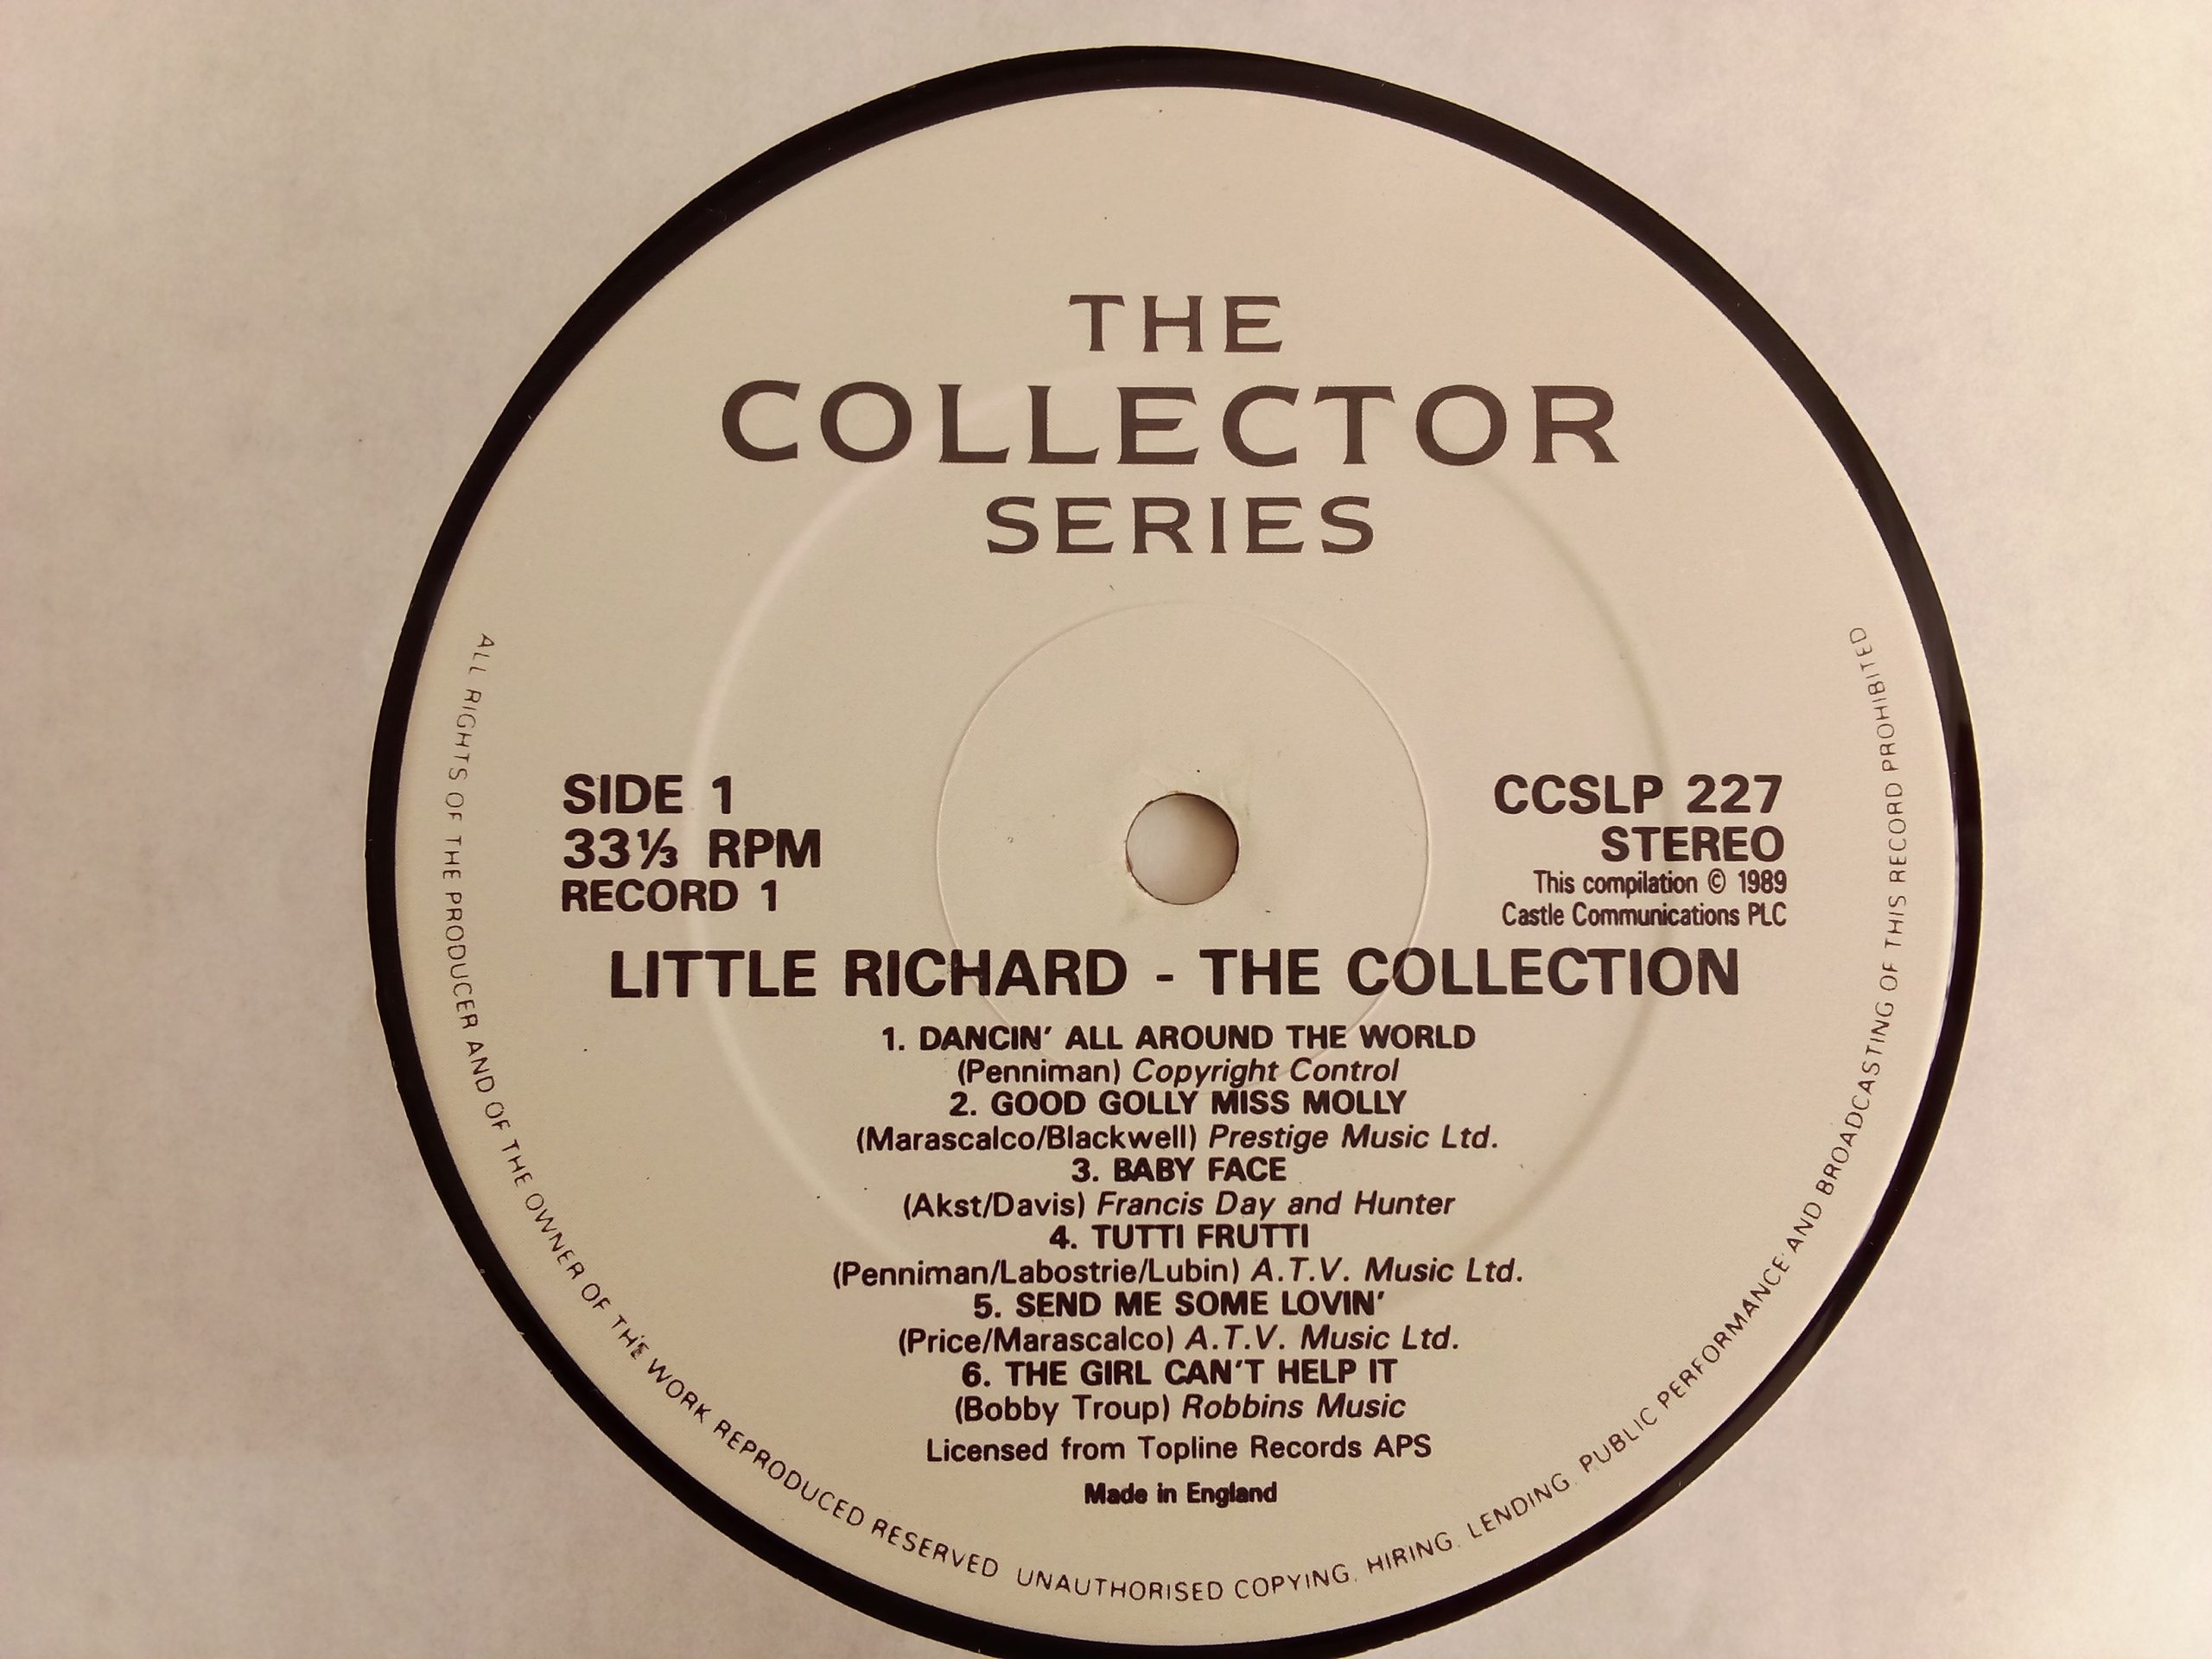 THE
COLLECTOR
SERIES
SIDE 1
33⅓ RPM
RECORD 1
CCSLP 227
STEREO
This compilation © 1989
Castle Communications PLC
LITTLE RICHARD - THE COLLECTION
1. DANCIN' ALL AROUND THE WORLD
(Penniman) Copyright Control
2. GOOD GOLLY MISS MOLLY
(Marascalco/Blackwell) Prestige Music Ltd.
3. BABY FACE
(Akst/Davis) Francis Day and Hunter
4. TUTTI FRUTTI
(Penniman/Labostrie/Lubin) A.T.V. Music Ltd.
5. SEND ME SOME LOVIN'
(Price/Marascalco) A.T.V. Music Ltd.
6. THE GIRL CAN'T HELP IT
(Bobby Troup) Robbins Music
Licensed from Topline Records APS
Made in England
ALL RIGHTS OF THE PRODUCER AND OF THE OWNER OF THE WORK REPRODUCED RESERVED UNAUTHORISED COPYING. HIRING. LENDING. PUBLIC PERFORMANCE AND BROADCASTING OF THIS RECORD PROHIBITED